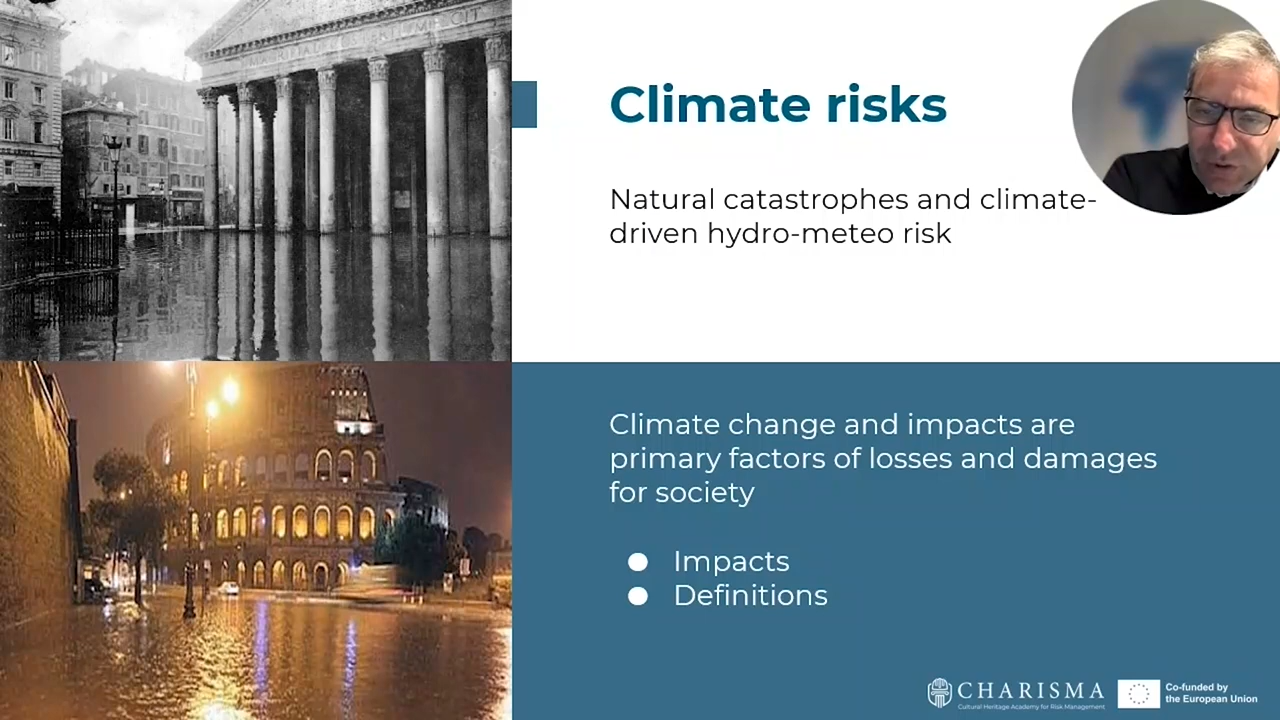 Climate risks
Natural catastrophes and climate-
driven hydro-meteo risk
Climate change and impacts are
primary factors of losses and damages
for society
● Impacts
● Definitions
CHARISMA
Cultural Heritage Academy for Risk Management
Co-funded by
the European Union